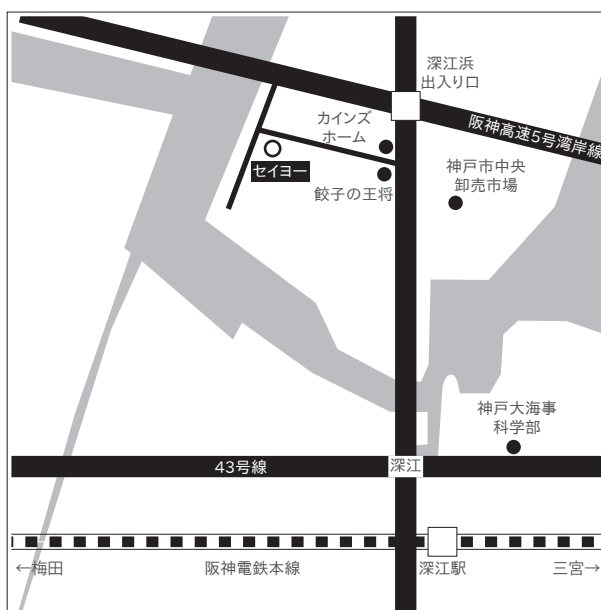 深江浜
出入り口
阪神高速5号湾岸線
カインズ
ホーム
セイヨー
餃子の王将
神戸市中央
卸売市場
神戸大海事
科学部
43号線
深江
←梅田
阪神電鉄本線
深江駅
三宮→